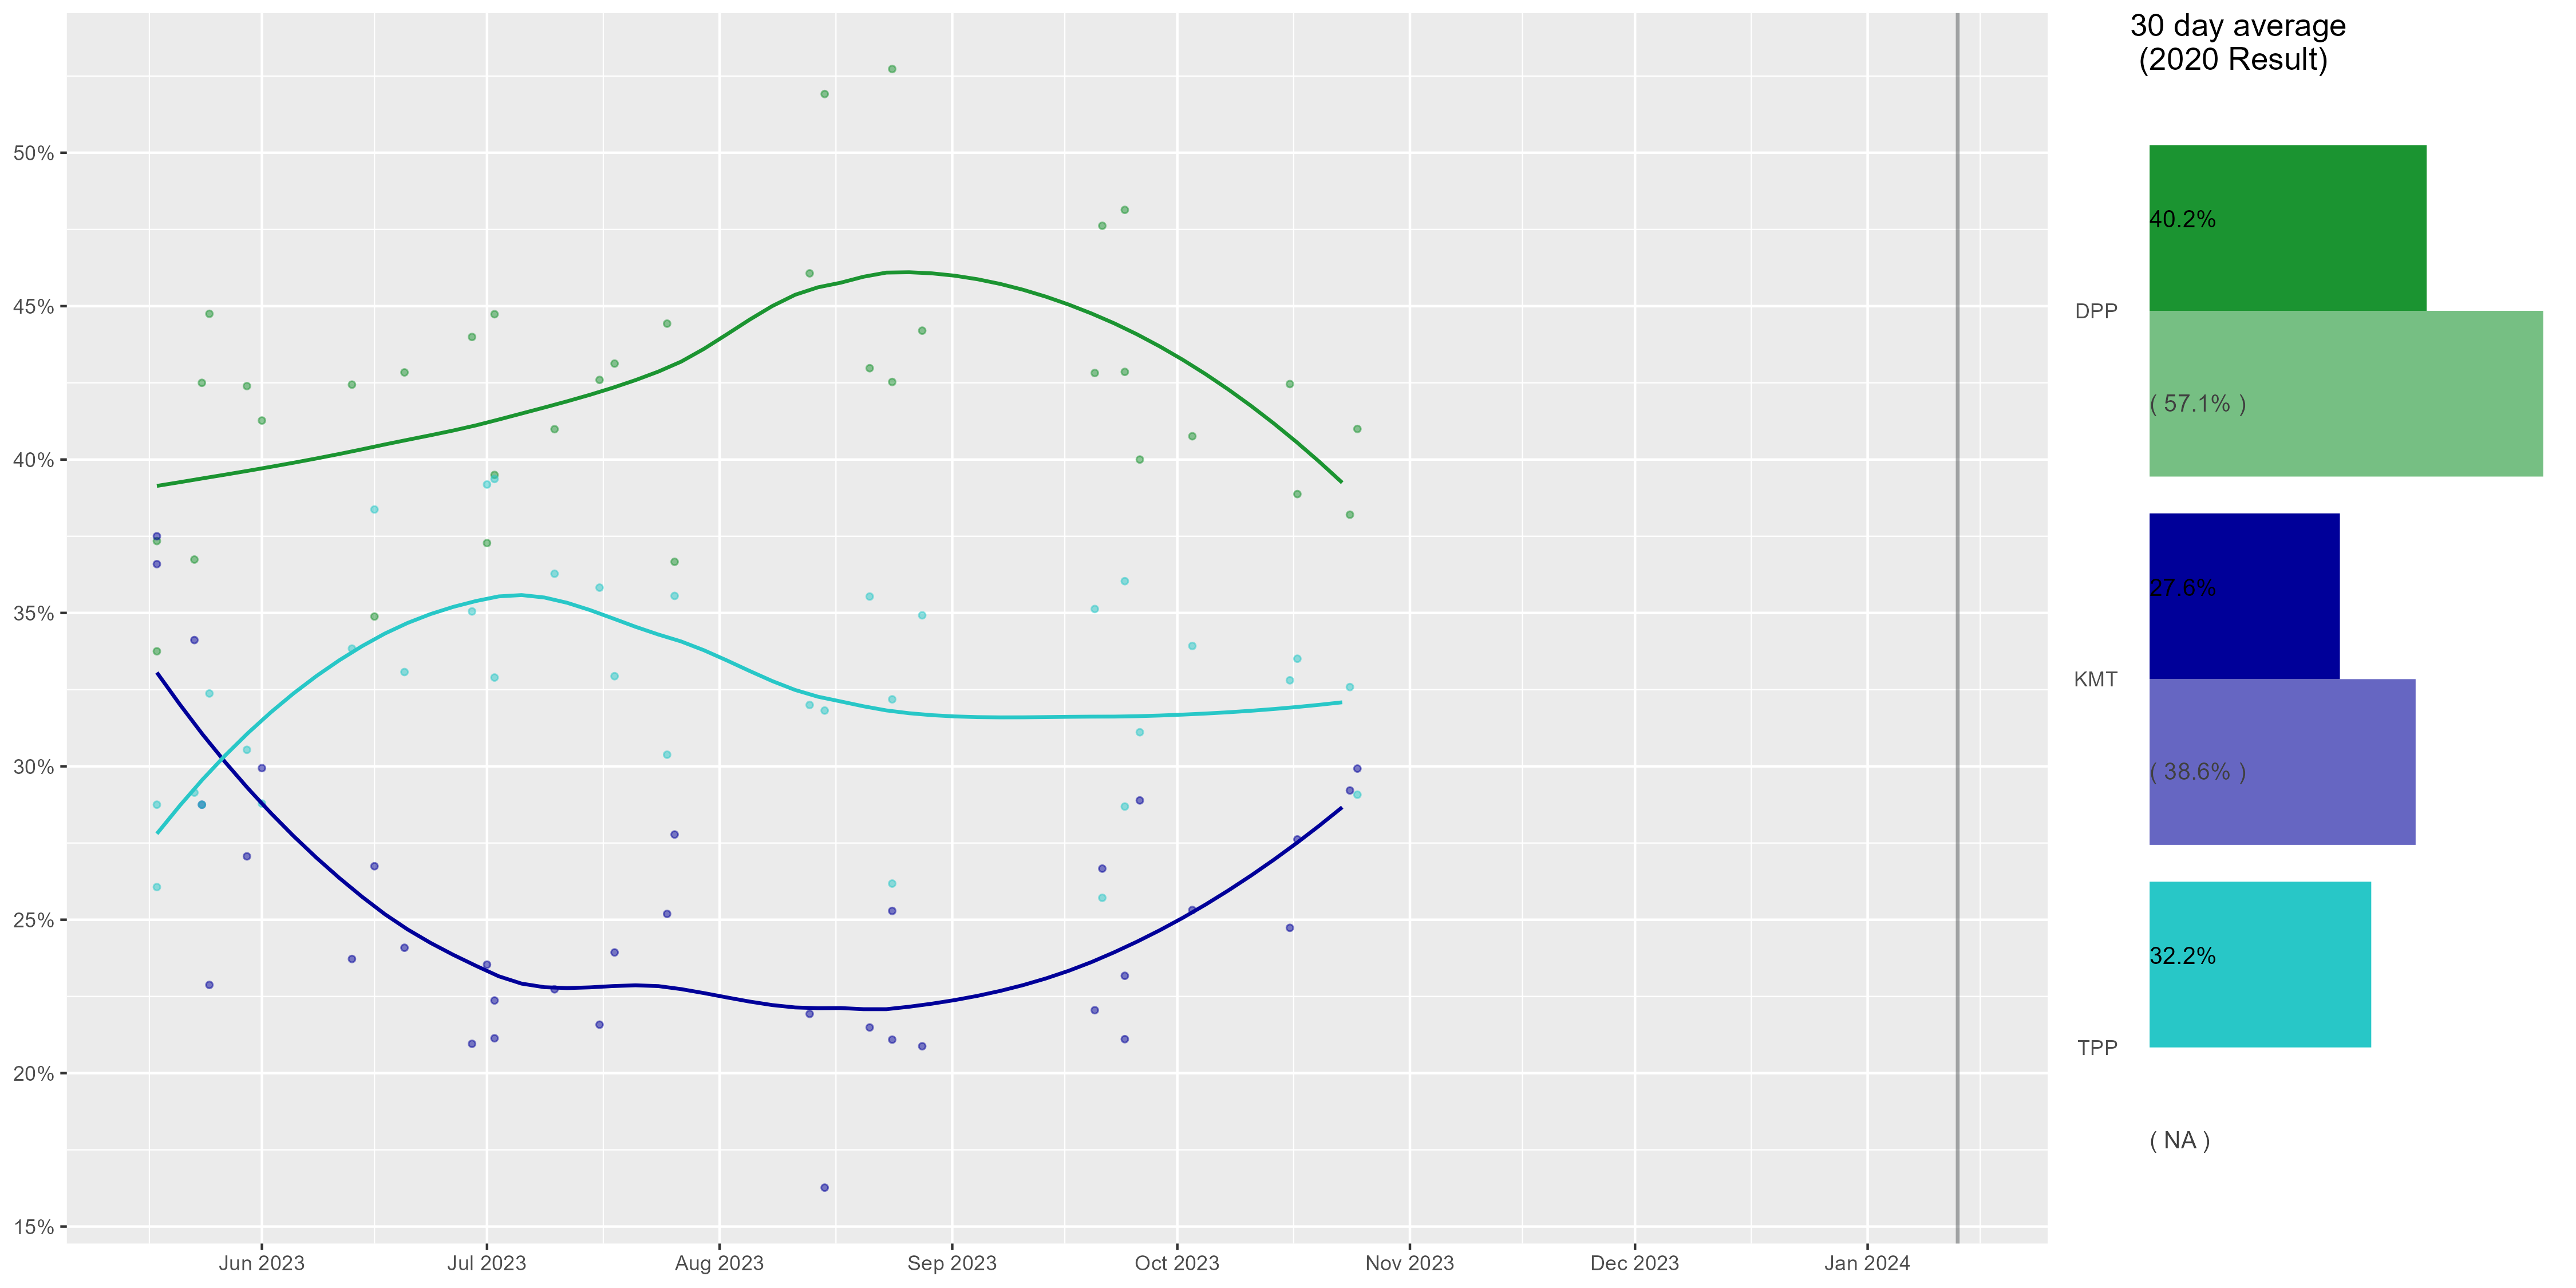 30 day average
(2020 Result)
50%
45%
40%
35%
30%
25%
20%
15%
Jun 2023
Jul 2023
Aug 2023
Sep 2023
Oct 2023
Nov 2023
Dec 2023
Jan 2024
DPP
40.2%
( 57.1% )
KMT
27.6%
( 38.6% )
TPP
32.2%
( NA )